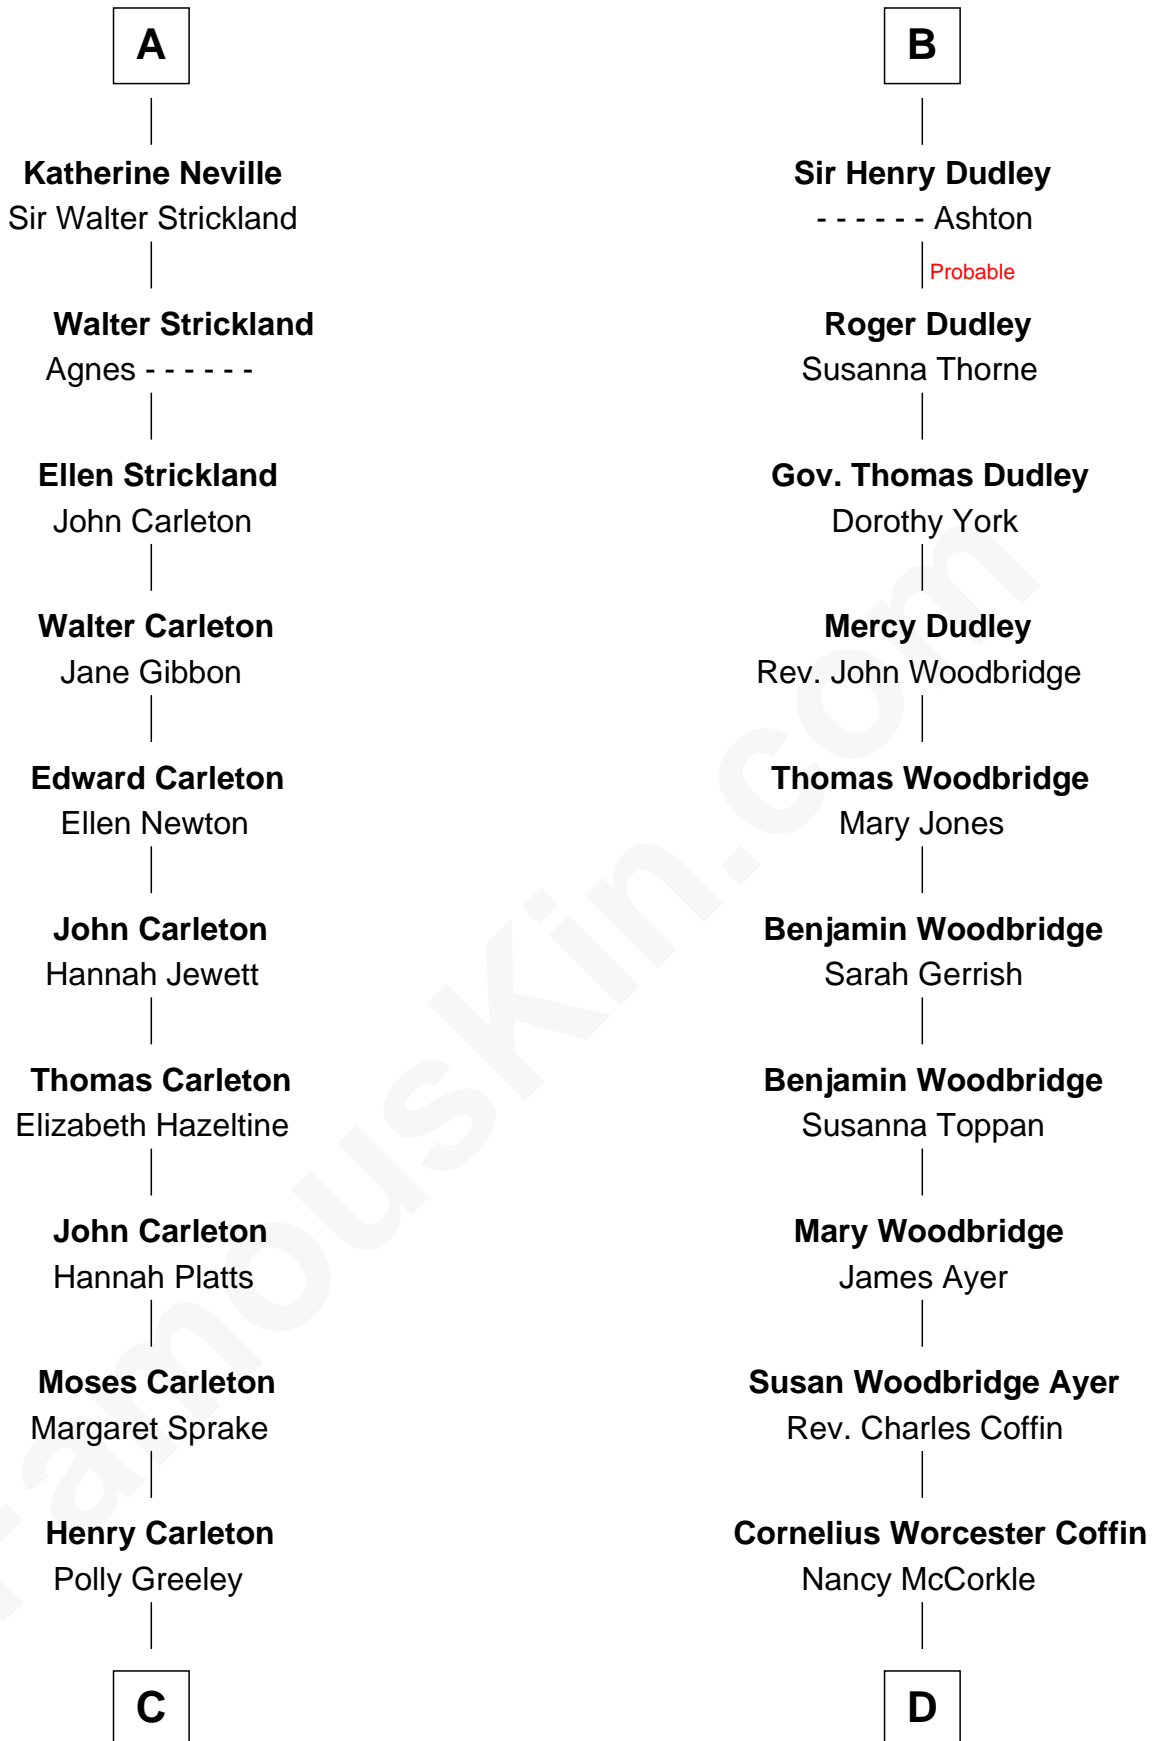 A
Katherine Neville
Sir Walter Strickland
Walter Strickland
Agnes - - - - - -
Ellen Strickland
John Carleton
Walter Carleton
Jane Gibbon
Edward Carleton
Ellen Newton
John Carleton
Hannah Jewett
Thomas Carleton
Elizabeth Hazeltine
John Carleton
Hannah Platts
Moses Carleton
Margaret Sprake
Henry Carleton
Polly Greeley
C
B
Sir Henry Dudley
- - - - - - Ashton
Probable
Roger Dudley
Susanna Thorne
Gov. Thomas Dudley
Dorothy York
Mercy Dudley
Rev. John Woodbridge
Thomas Woodbridge
Mary Jones
Benjamin Woodbridge
Sarah Gerrish
Benjamin Woodbridge
Susanna Toppan
Mary Woodbridge
James Ayer
Susan Woodbridge Ayer
Rev. Charles Coffin
Cornelius Worcester Coffin
Nancy McCorkle
D
FamousKin.com